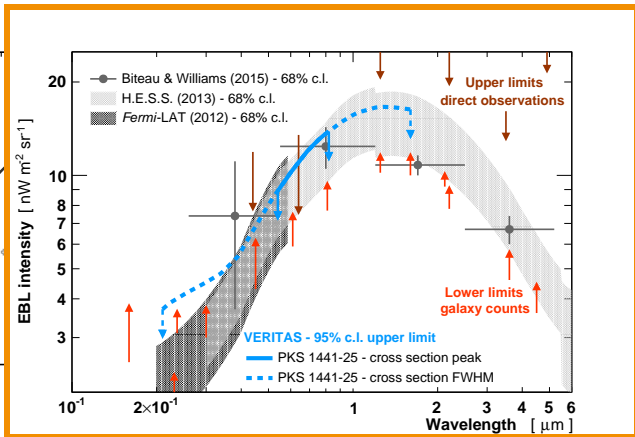 EBL intensity [ nW m⁻² sr⁻¹ ]
20
10
9
8
7
6
5
4
3
Biteau & Williams (2015) - 68% c.l.
H.E.S.S. (2013) - 68% c.l.
Fermi-LAT (2012) - 68% c.l.
Upper limits
direct observations
Lower limits
galaxy counts
VERITAS - 95% c.l. upper limit
PKS 1441-25 - cross section peak
PKS 1441-25 - cross section FWHM
10⁻¹ 2×10⁻¹ 1 2 3 4 5 6
Wavelength [ μm ]